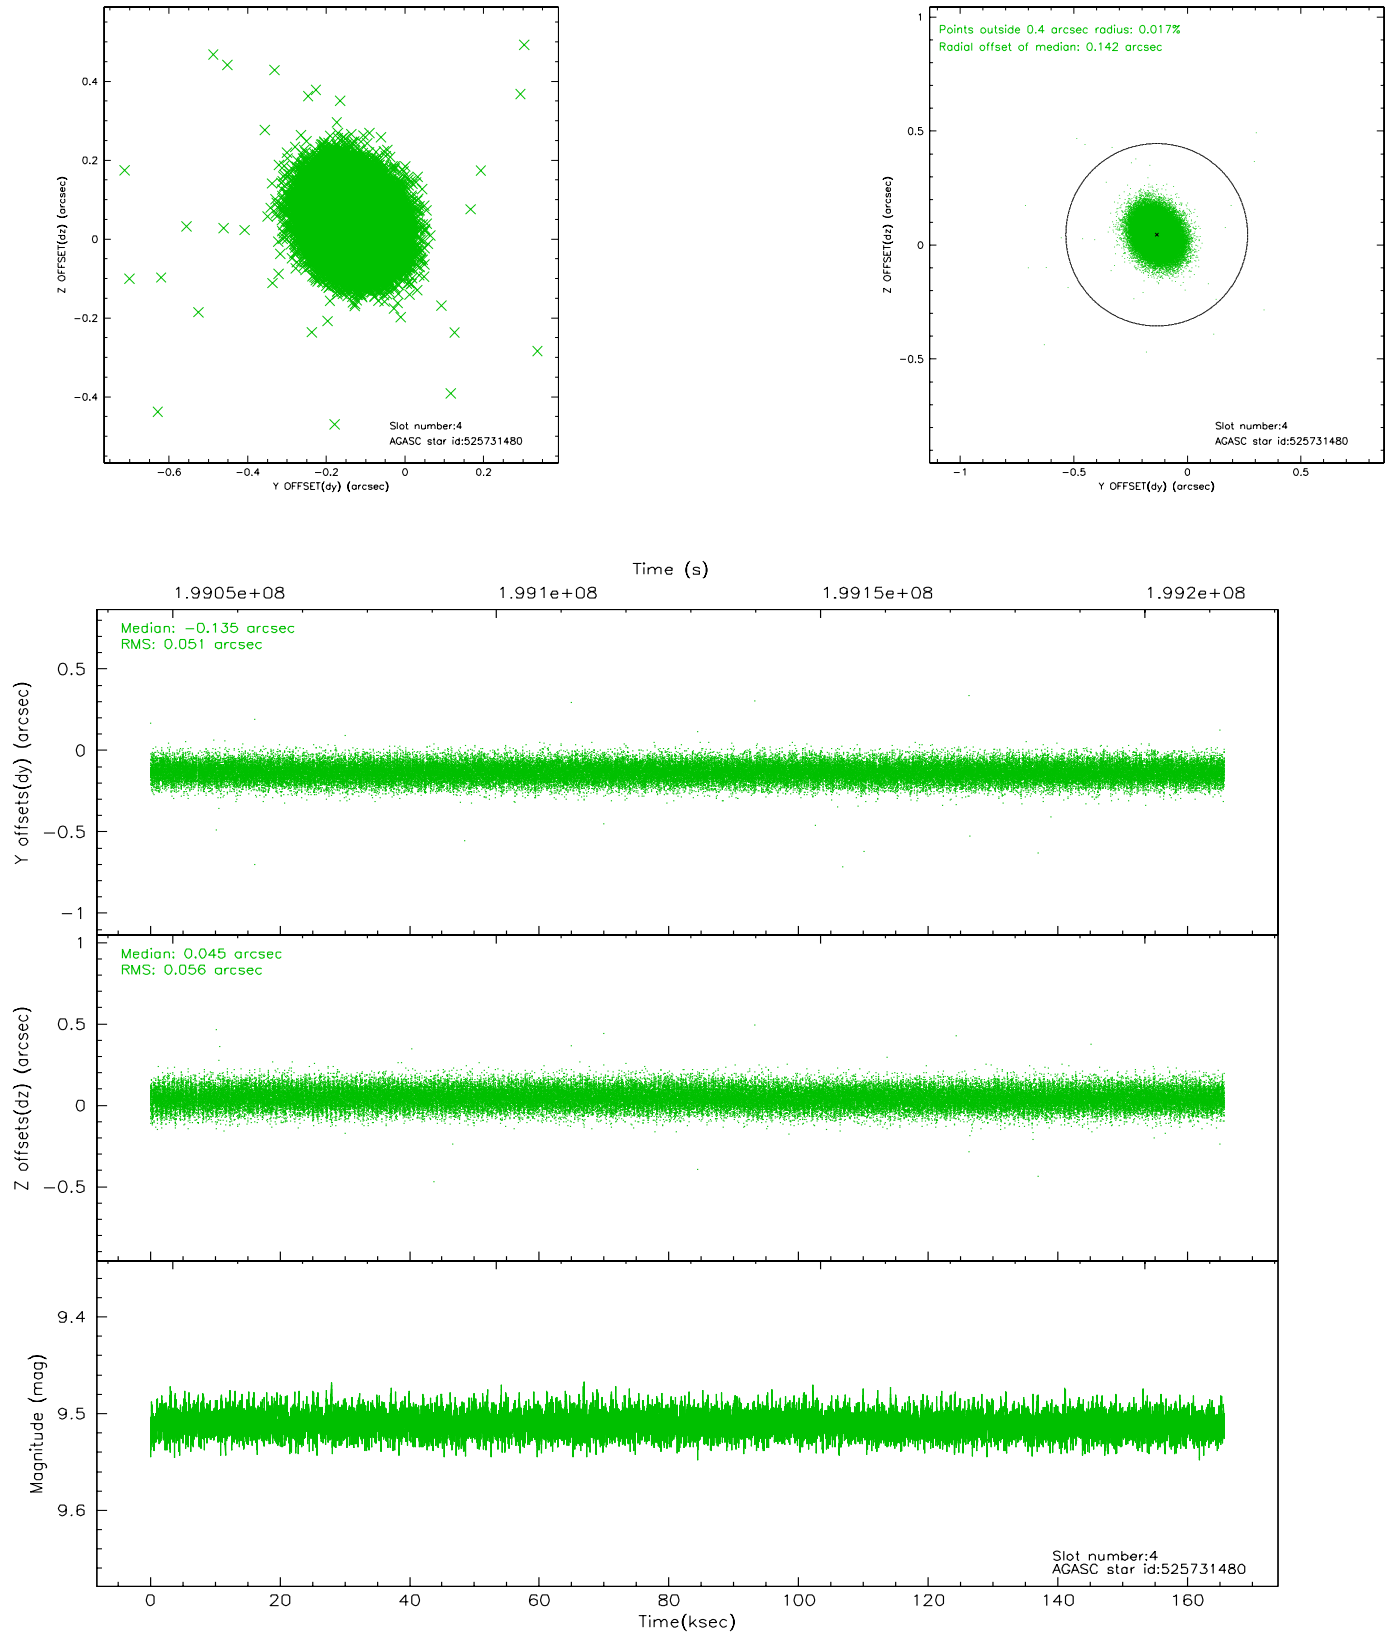 0.4
0.2
0
−0.2
−0.4
Z OFFSET(dz) (arcsec)
Slot number:4
AGASC star id:525731480
−0.6
−0.4
−0.2
0
0.2
Y OFFSET(dy) (arcsec)
Points outside 0.4 arcsec radius: 0.017%
Radial offset of median: 0.142 arcsec
1
0.5
0
−0.5
Z OFFSET(dz) (arcsec)
Slot number:4
AGASC star id:525731480
−1
−0.5
0
0.5
Y OFFSET(dy) (arcsec)
Time (s)
1.9905e+08
1.991e+08
1.9915e+08
1.992e+08
Median: −0.135 arcsec
RMS: 0.051 arcsec
0.5
0
−0.5
−1
Y offsets(dy) (arcsec)
Median: 0.045 arcsec
RMS: 0.056 arcsec
1
0.5
0
−0.5
Z offsets(dz) (arcsec)
9.4
9.5
9.6
Magnitude (mag)
Slot number:4
AGASC star id:525731480
0
20
40
60
80
100
120
140
160
Time(ksec)